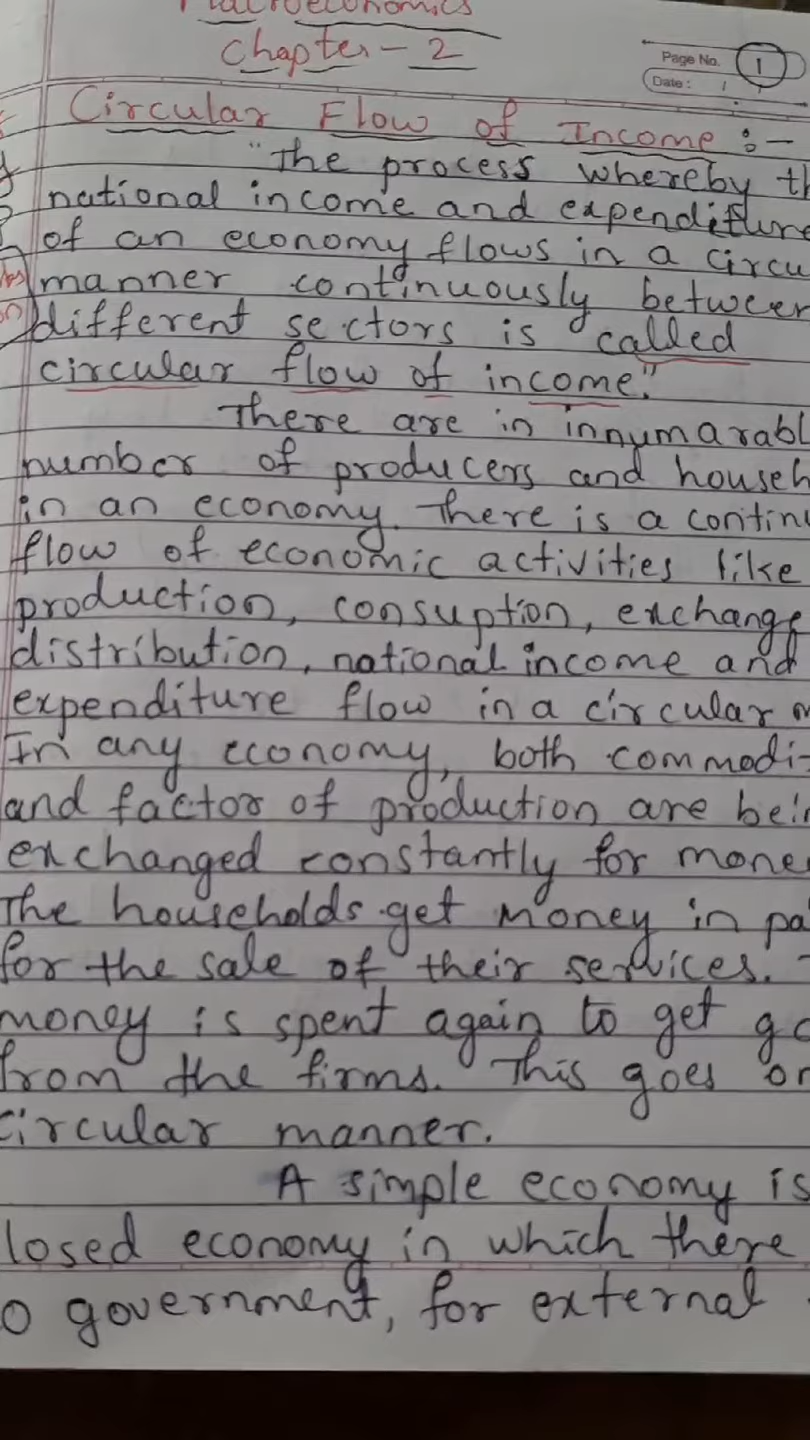 Macroeconomics
Chapter - 2
Page No. 1
Date : /
Circular Flow of Income :-
"The process whereby th
national income and expenditure
of an economy flows in a circu
manner continuously between
different sectors is called
circular flow of income."
There are in innumarabl
number of producers and househ
in an economy. There is a continu
flow of economic activities like
production, consuption, exchange
distribution, national income and
expenditure flow in a circular m
In any economy, both commodi-
and factor of production are bein
exchanged constantly for mone
The households get money in pa
for the sale of their services. T
money is spent again to get go
from the firms. This goes on
circular manner.
A simple economy is
losed economy in which there
o government, for external